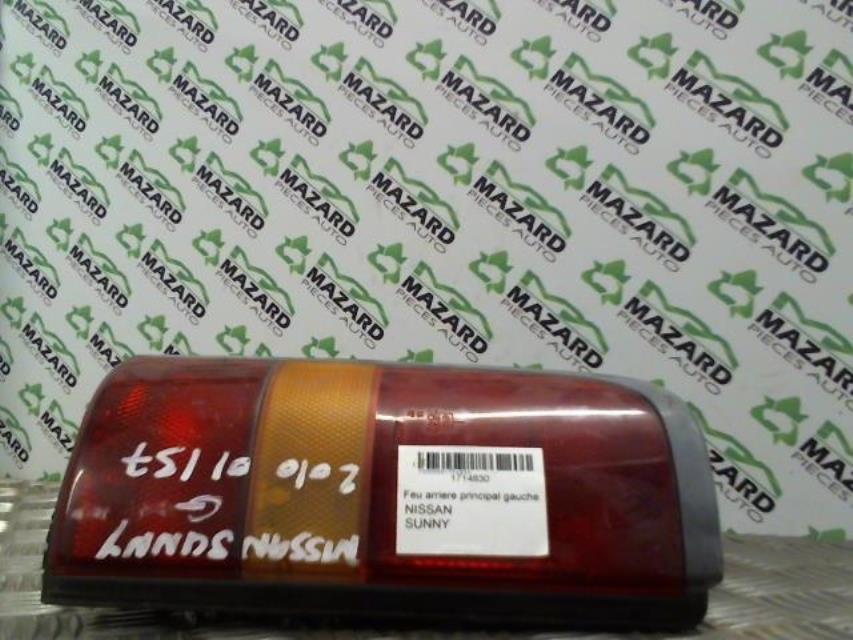 MAZARD
PIECES AUTO
1714830
Feu arriere principal gauche
NISSAN
SUNNY
2010 01 157
G
NISSAN SUNNY